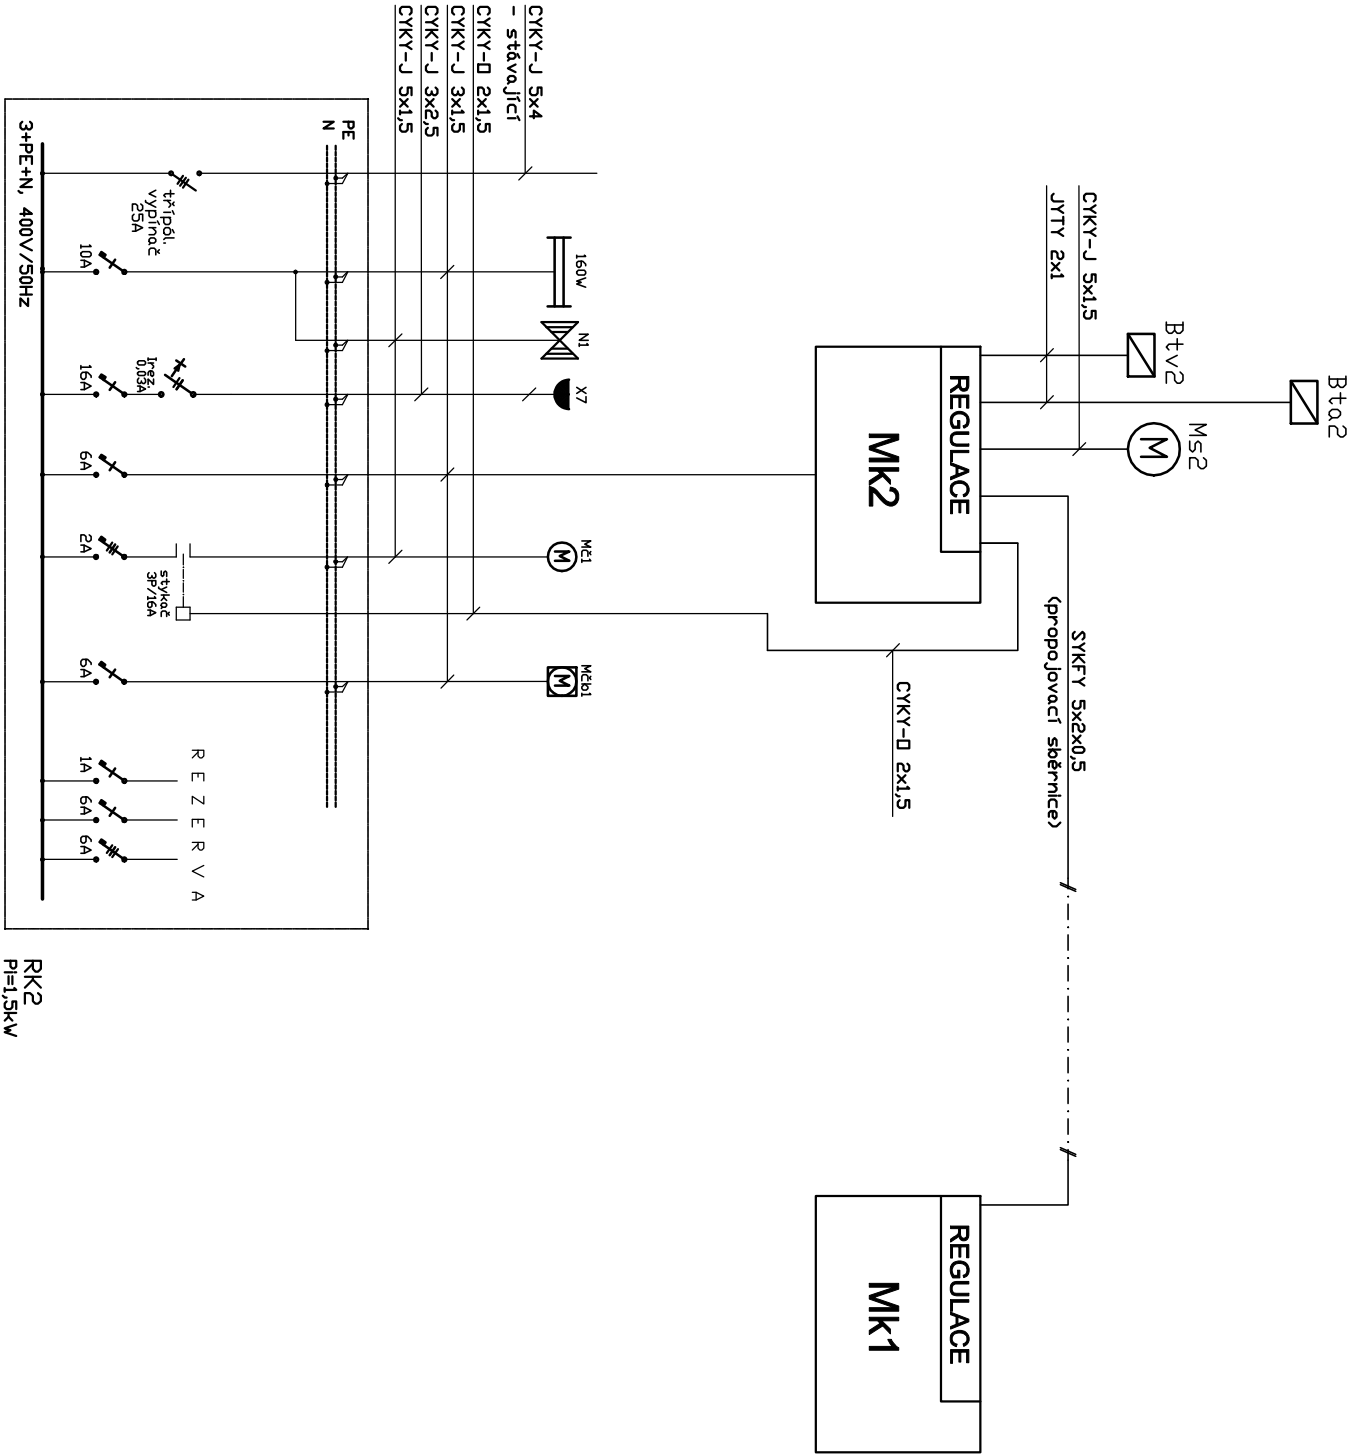 Bta2
Btv2
Ms2
CYKY-J 5x1,5
JYTY 2x1
SYKFY 5x2x0,5
(propojovací sběrnice)
REGULACE
Mk2
REGULACE
Mk1
CYKY-O 2x1,5
CYKY-J 5x4
- stávající
CYKY-O 2x1,5
CYKY-J 3x1,5
CYKY-J 3x2,5
CYKY-J 5x1,5
160W
N1
X7
Mč1
Mčb1
PE
N
třípól.
vypínač
25A
Irez.
0,03A
stykač
3P/16A
R E Z E R V A
10A
16A
6A
2A
6A
1A
6A
6A
3+PE+N, 400V/50Hz
RK2
Pi=1,5kW